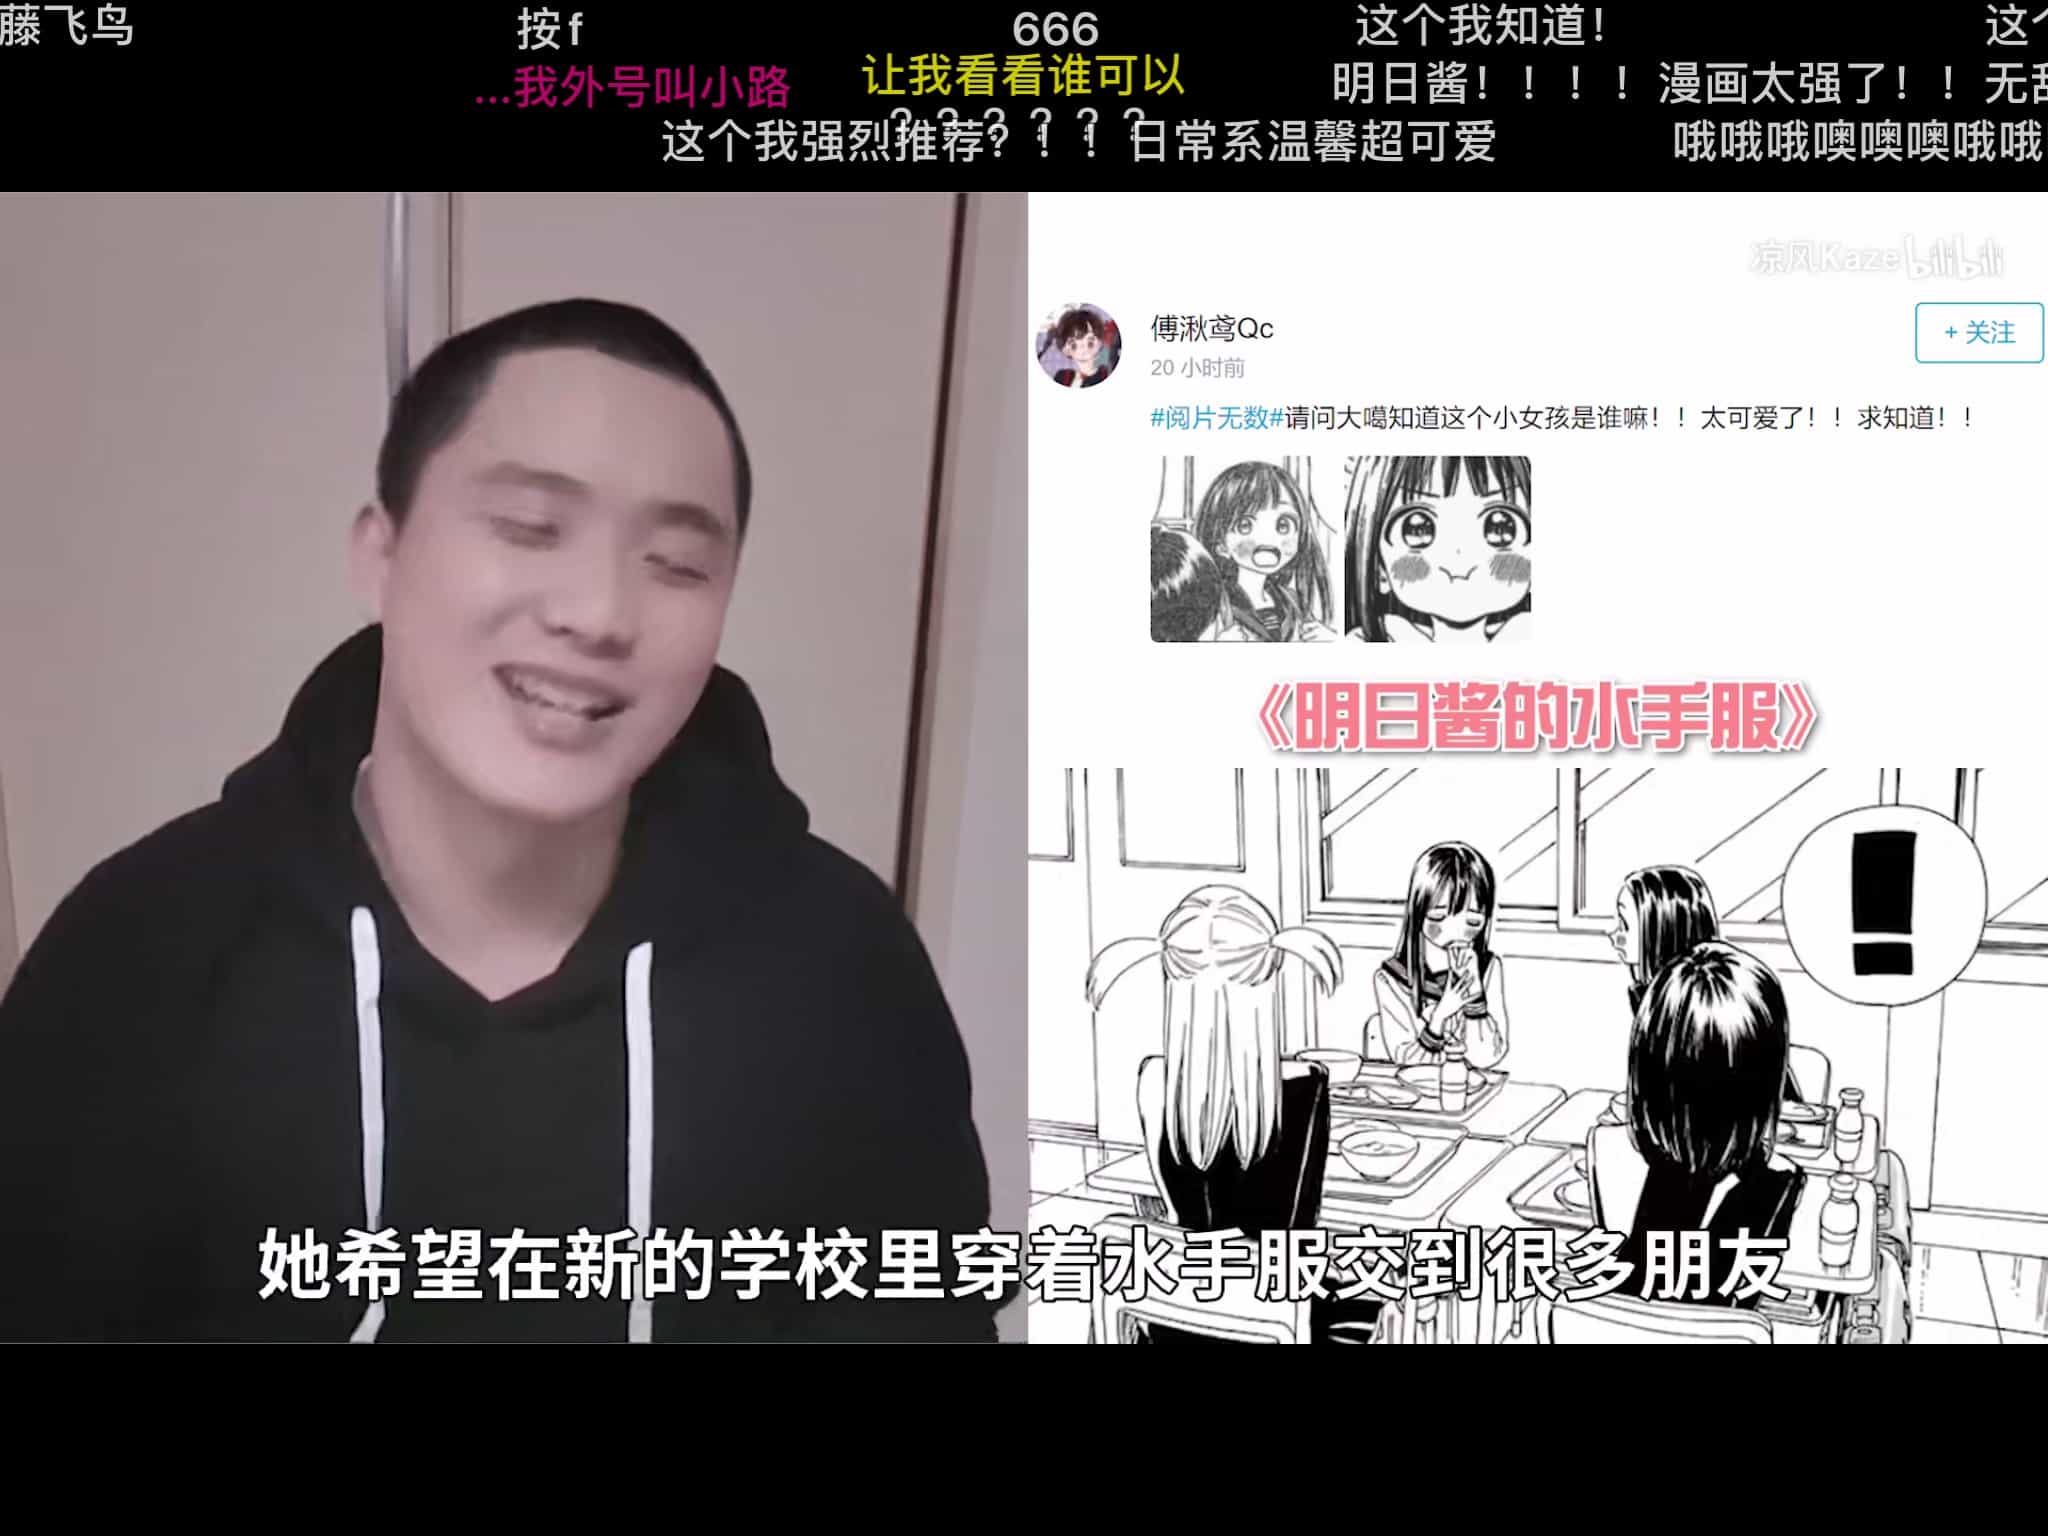 藤飞鸟
按f
666
这个我知道！
这个
...我外号叫小路
让我看看谁可以
明日酱！！！！
漫画太强了！！
无敌
？？？？？？
这个我强烈推荐？！！日常系温馨超可爱
哦哦哦噢噢噢哦哦
凉风Kaze bilibili
傅湫鸢Qc
+ 关注
20 小时前
#阅片无数#请问大噶知道这个小女孩是谁嘛！！太可爱了！！求知道！！
《明日酱的水手服》
！
她希望在新的学校里穿着水手服交到很多朋友